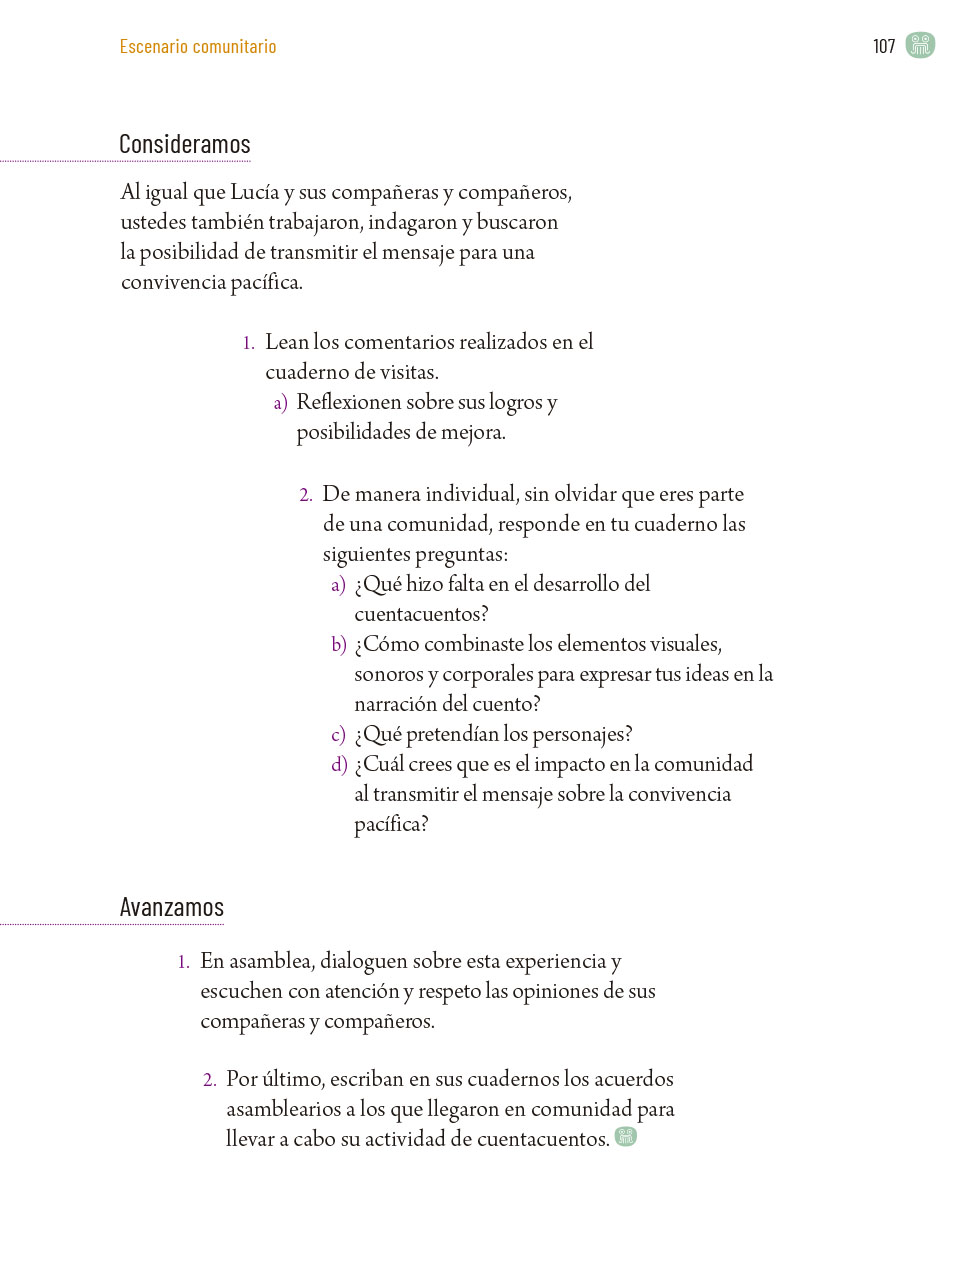 Escenario comunitario
107
Consideramos
Al igual que Lucía y sus compañeras y compañeros,
ustedes también trabajaron, indagaron y buscaron
la posibilidad de transmitir el mensaje para una
convivencia pacífica.
1. Lean los comentarios realizados en el
cuaderno de visitas.
a) Reflexionen sobre sus logros y
posibilidades de mejora.
2. De manera individual, sin olvidar que eres parte
de una comunidad, responde en tu cuaderno las
siguientes preguntas:
a) ¿Qué hizo falta en el desarrollo del
cuentacuentos?
b) ¿Cómo combinaste los elementos visuales,
sonoros y corporales para expresar tus ideas en la
narración del cuento?
c) ¿Qué pretendían los personajes?
d) ¿Cuál crees que es el impacto en la comunidad
al transmitir el mensaje sobre la convivencia
pacífica?
Avanzamos
1. En asamblea, dialoguen sobre esta experiencia y
escuchen con atención y respeto las opiniones de sus
compañeras y compañeros.
2. Por último, escriban en sus cuadernos los acuerdos
asamblearios a los que llegaron en comunidad para
llevar a cabo su actividad de cuentacuentos.